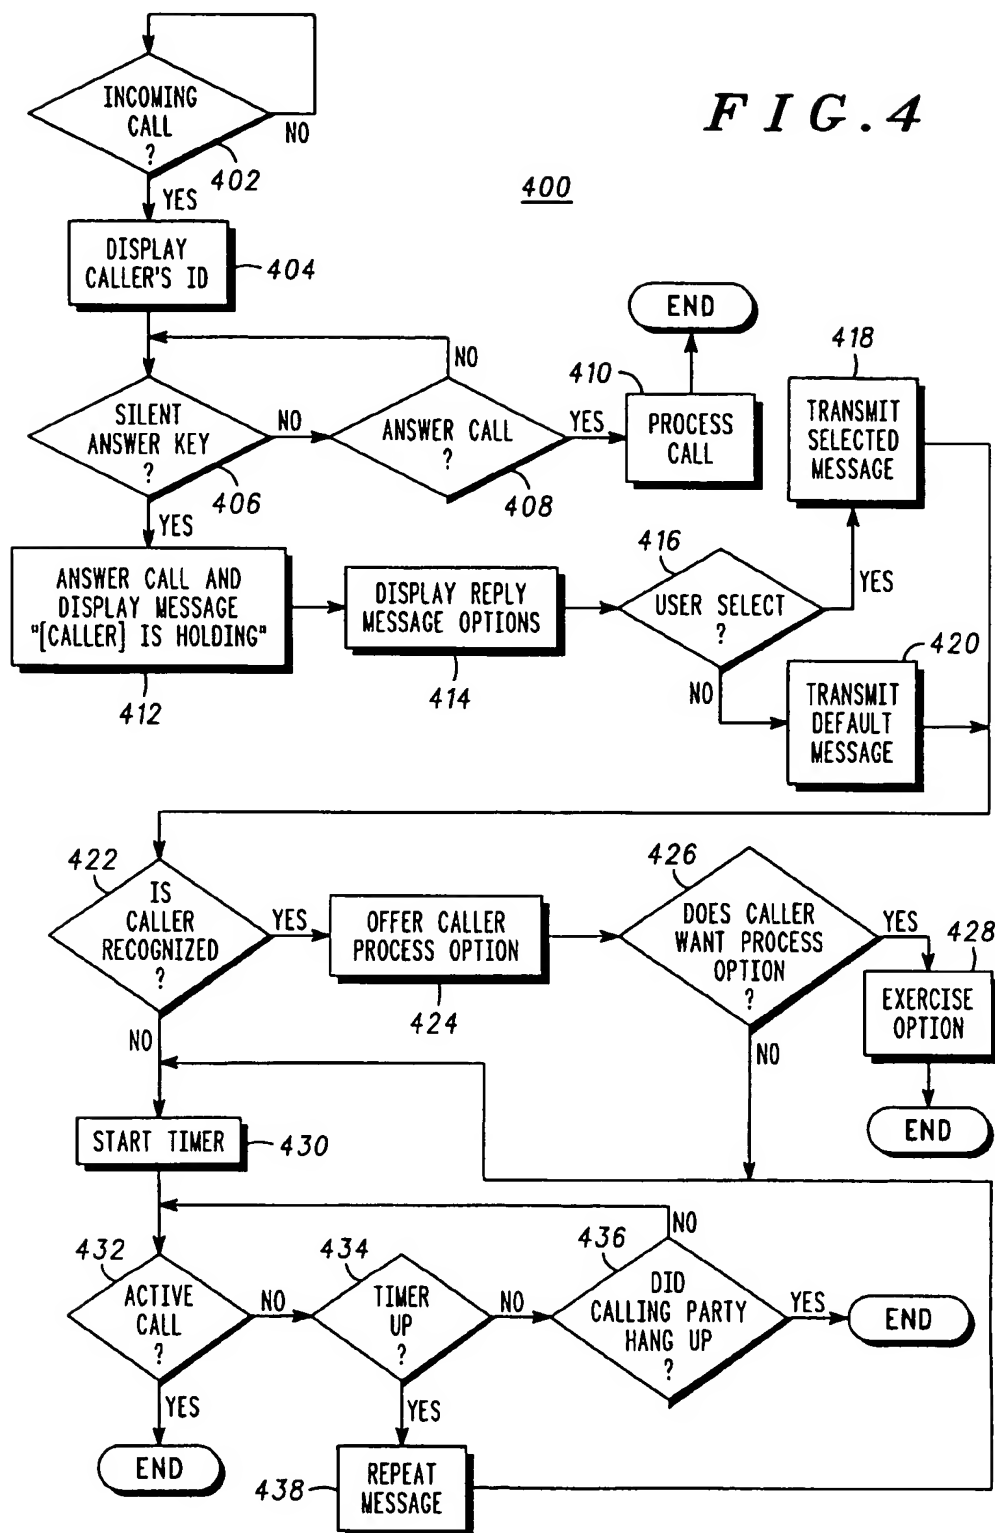 FIG. 4
400
INCOMING
CALL
?
NO
402
YES
DISPLAY
CALLER'S ID
404
SILENT
ANSWER KEY
?
NO
406
YES
NO
ANSWER CALL
?
YES
408
END
410
PROCESS
CALL
418
TRANSMIT
SELECTED
MESSAGE
ANSWER CALL AND
DISPLAY MESSAGE
"[CALLER] IS HOLDING"
412
DISPLAY REPLY
MESSAGE OPTIONS
414
416
USER SELECT
?
YES
NO
420
TRANSMIT
DEFAULT
MESSAGE
422
IS
CALLER
RECOGNIZED
?
YES
NO
OFFER CALLER
PROCESS OPTION
424
426
DOES CALLER
WANT PROCESS
OPTION
?
YES
NO
428
EXERCISE
OPTION
END
START TIMER
430
432
ACTIVE
CALL
?
NO
YES
END
434
TIMER
UP
?
NO
YES
436
NO
DID
CALLING PARTY
HANG UP
?
YES
END
438
REPEAT
MESSAGE